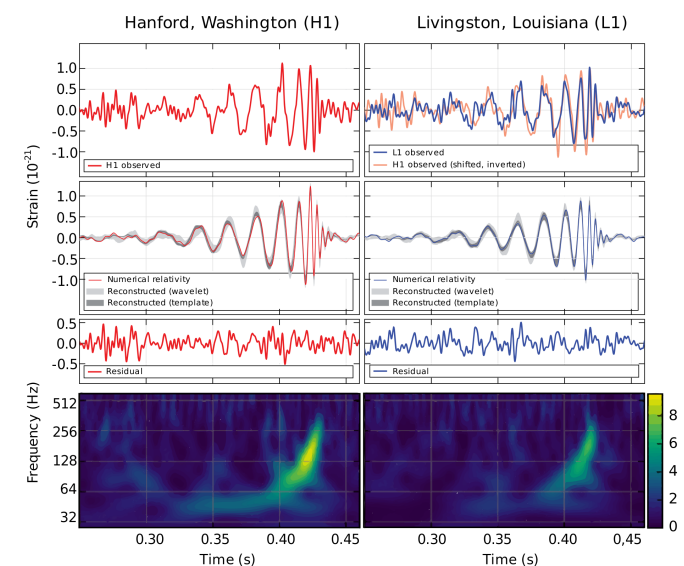 Hanford, Washington (H1)
Livingston, Louisiana (L1)
Strain (10-21)
1.0
0.5
0.0
-0.5
-1.0
H1 observed
L1 observed
H1 observed (shifted, inverted)
1.0
0.5
0.0
-0.5
-1.0
Numerical relativity
Reconstructed (wavelet)
Reconstructed (template)
Numerical relativity
Reconstructed (wavelet)
Reconstructed (template)
0.5
0.0
-0.5
Residual
Residual
Frequency (Hz)
512
256
128
64
32
8
6
4
2
0
0.30 0.35 0.40 0.45
0.30 0.35 0.40 0,45
Time (s)
Time (s)